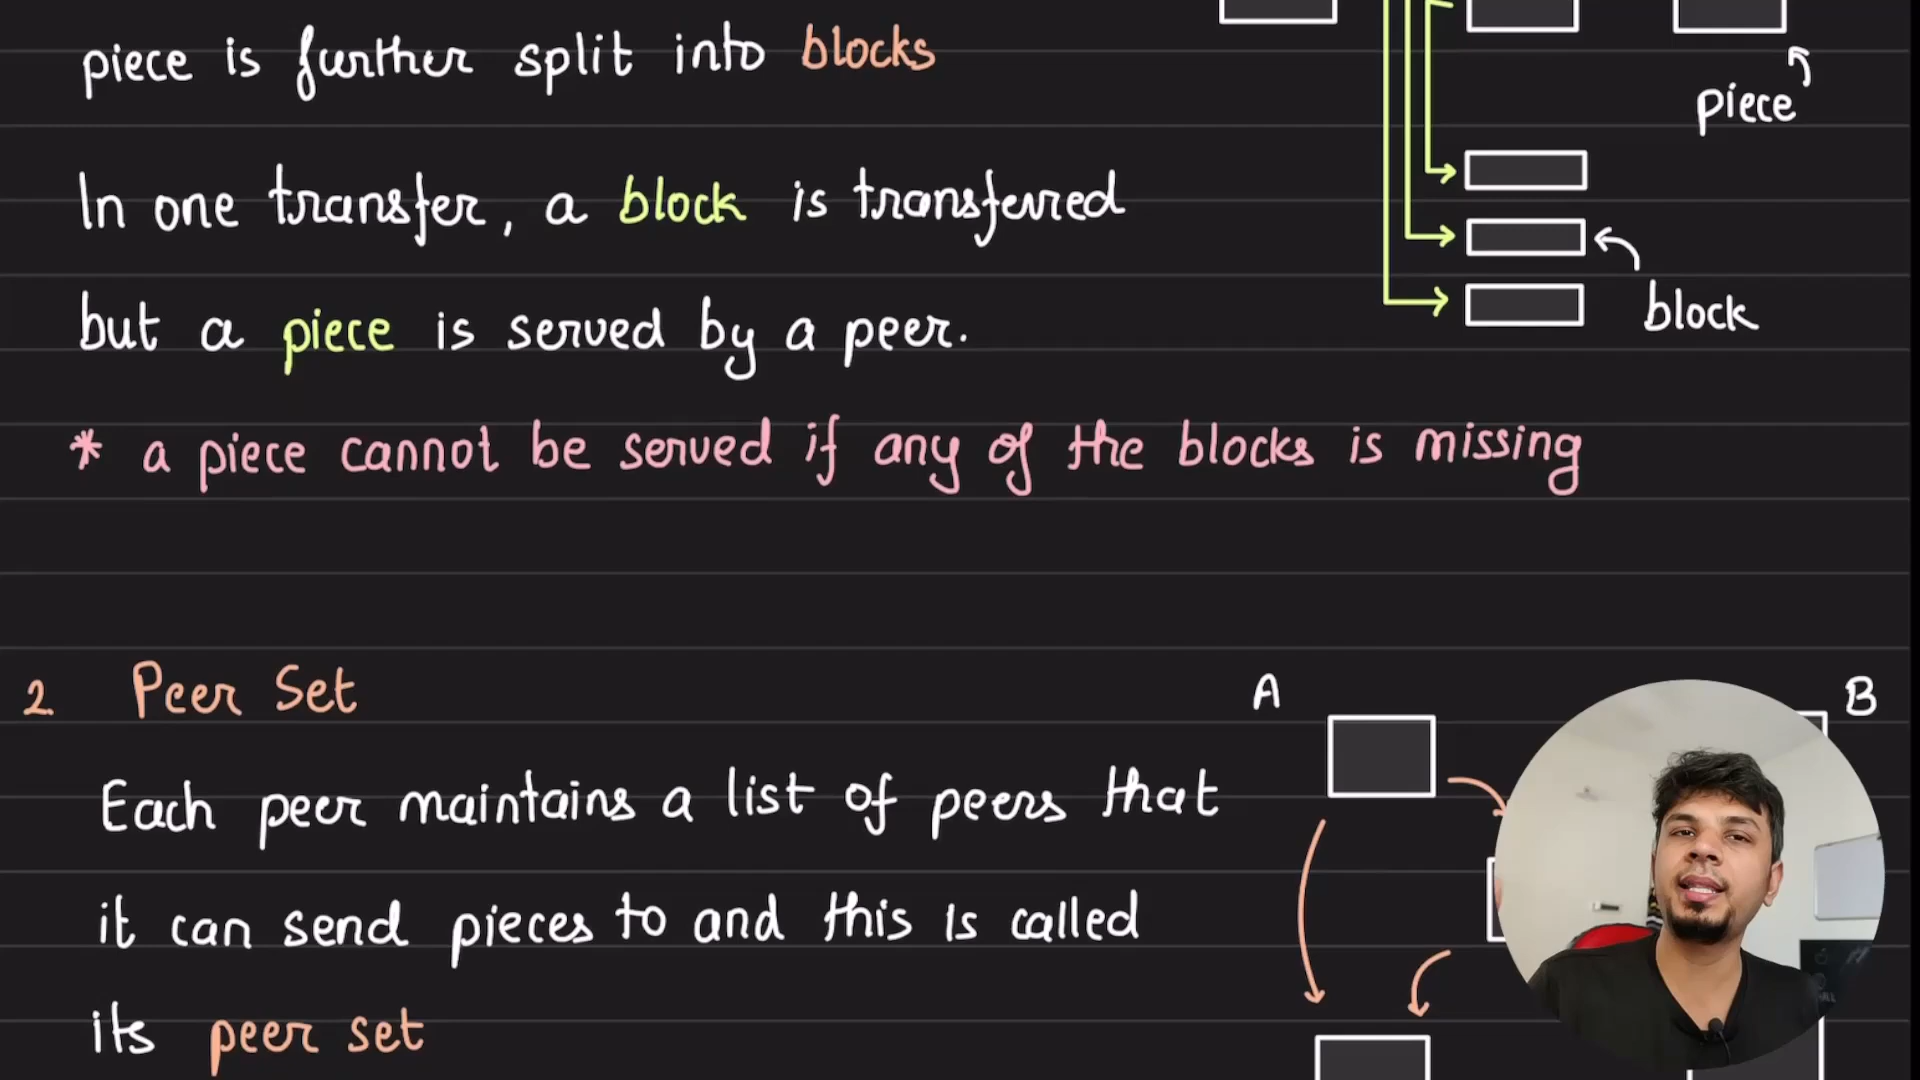 piece is further split into blocks
piece
In one transfer, a block is transferred
block
but a piece is served by a peer.
* a piece cannot be served if any of the blocks is missing
2. Peer Set
A
B
Each peer maintains a list of peers that
it can send pieces to and this is called
its peer set